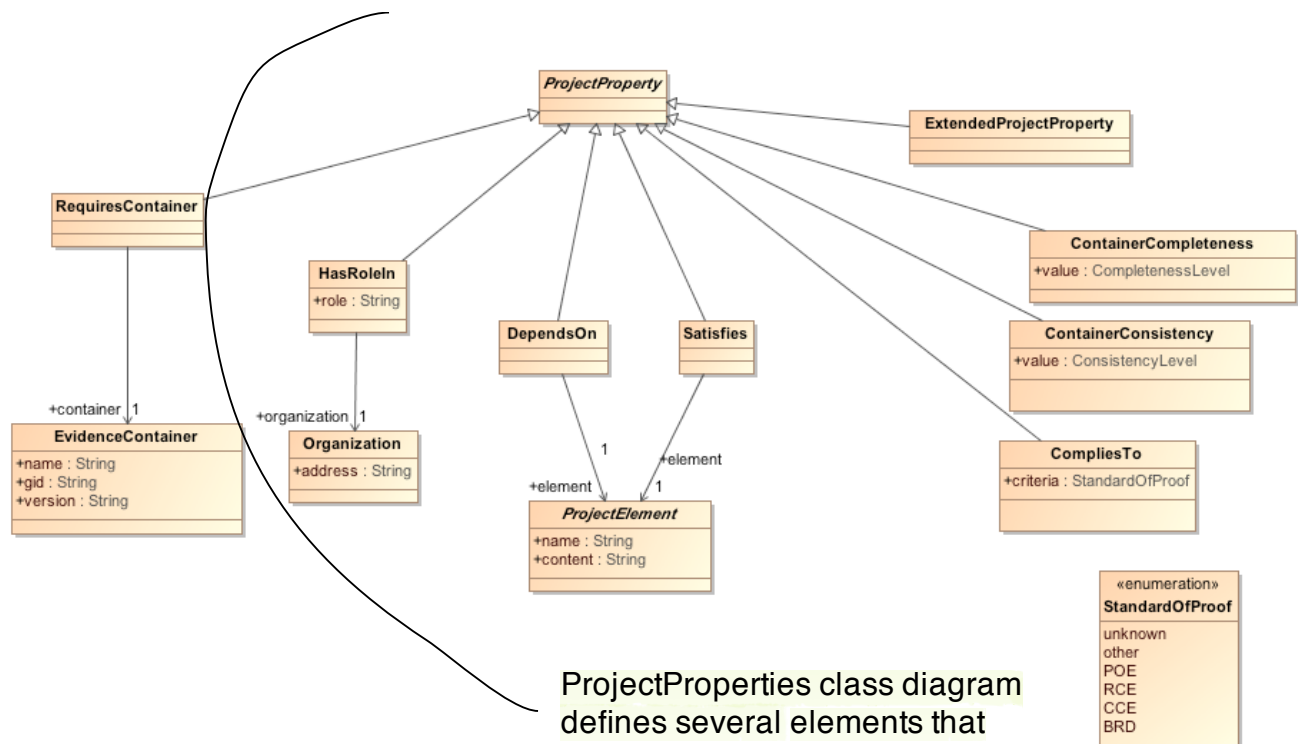 ProjectProperty
ExtendedProjectProperty
RequiresContainer
ContainerCompleteness
+value : CompletenessLevel
HasRoleIn
+role : String
DependsOn
Satisfies
ContainerConsistency
+value : ConsistencyLevel
+container 1
+organization 1
EvidenceContainer
+name : String
+gid : String
+version : String
Organization
+address : String
1
+element
+element
1
CompliesTo
+criteria : StandardOfProof
ProjectElement
+name : String
+content : String
«enumeration»
StandardOfProof
unknown
other
POE
RCE
CCE
BRD
ProjectProperties class diagram
defines several elements that